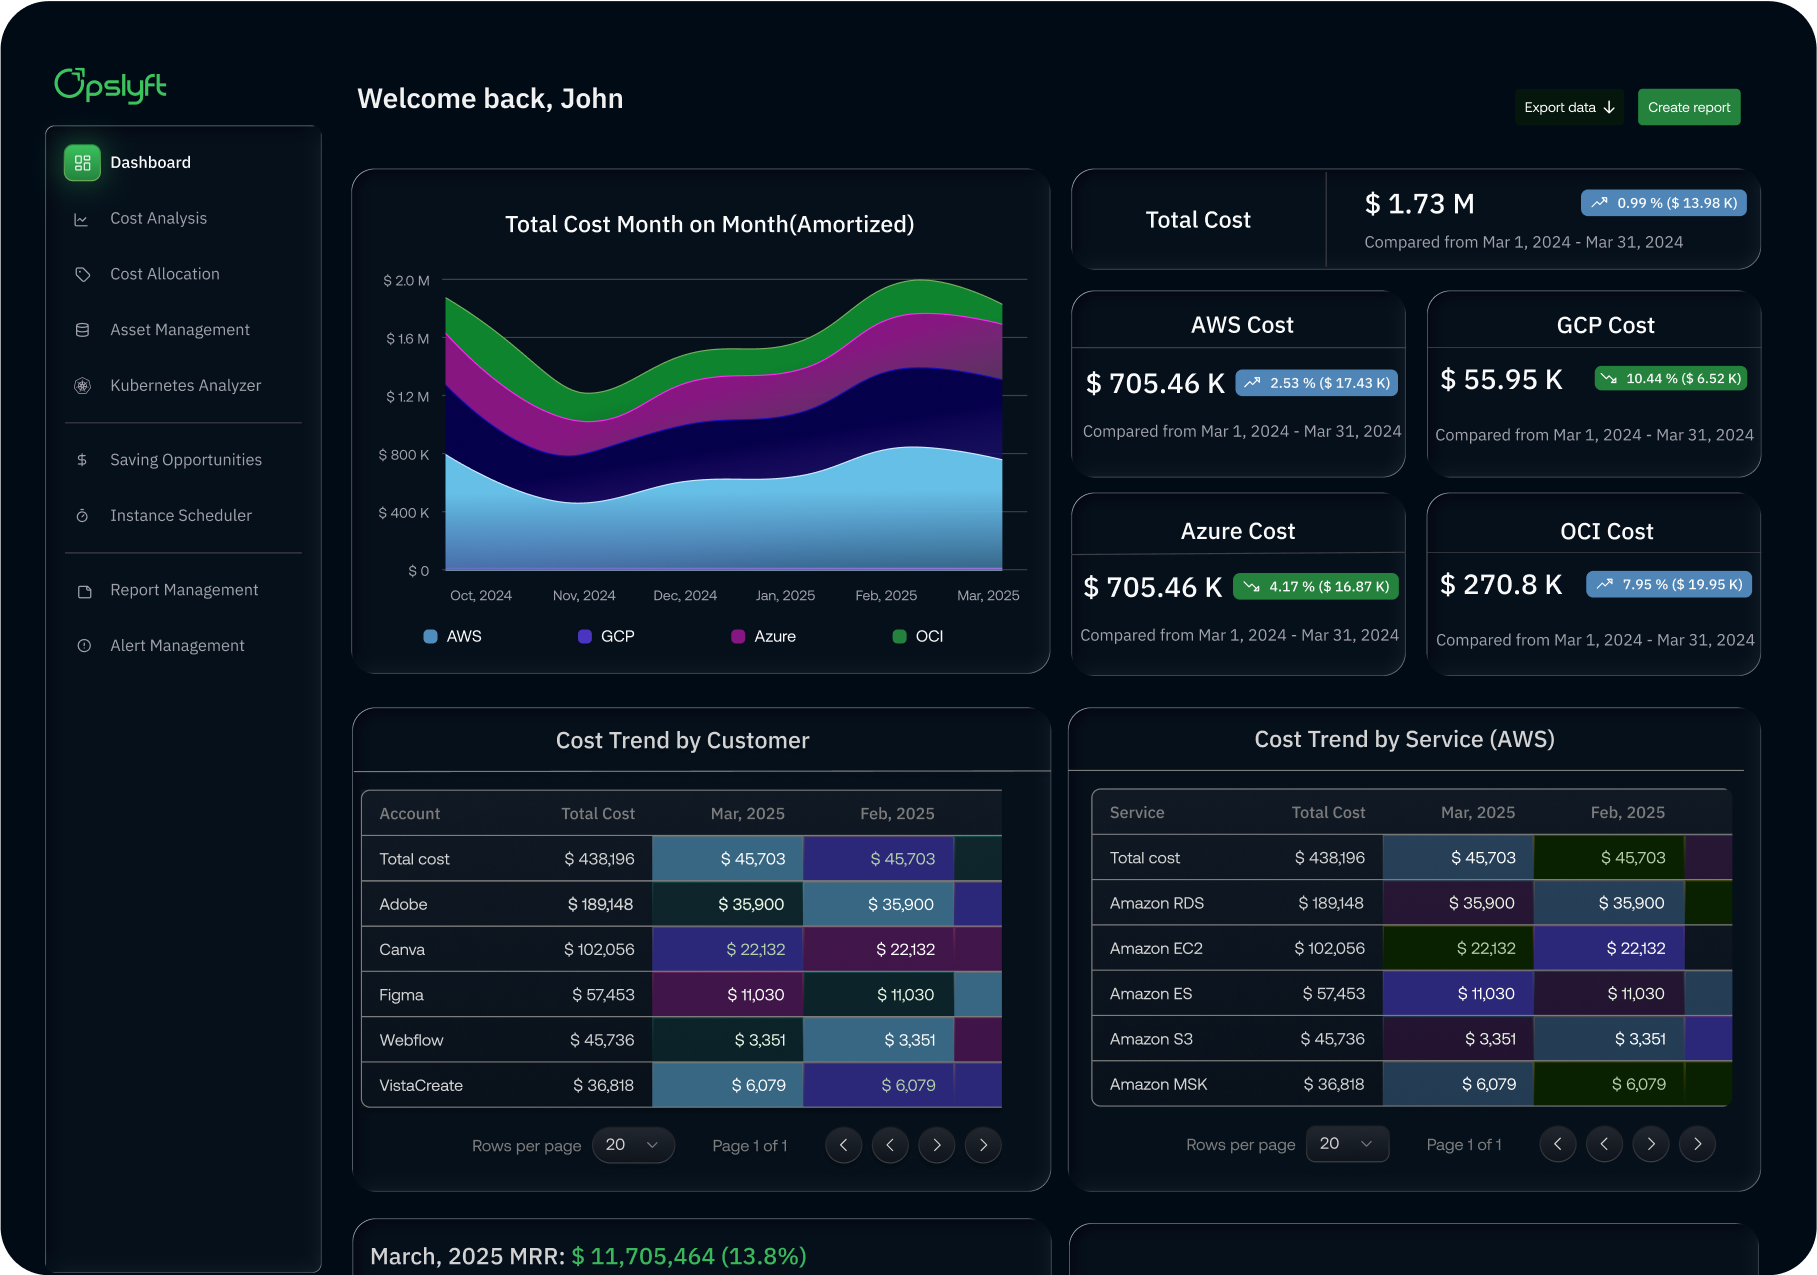 Opslyft
Welcome back, John
Export data
Create report
Dashboard
Cost Analysis
Cost Allocation
Asset Management
Kubernetes Analyzer
Saving Opportunities
Instance Scheduler
Report Management
Alert Management
Total Cost Month on Month(Amortized)
$ 2.0 M
$ 1.6 M
$ 1.2 M
$ 800 K
$ 400 K
$ 0
Oct, 2024 Nov, 2024 Dec, 2024 Jan, 2025 Feb, 2025 Mar, 2025
AWS GCP Azure OCI
Total Cost
$ 1.73 M
0.99 % ($ 13.98 K)
Compared from Mar 1, 2024 - Mar 31, 2024
AWS Cost
$ 705.46 K
2.53 % ($ 17.43 K)
Compared from Mar 1, 2024 - Mar 31, 2024
GCP Cost
$ 55.95 K
10.44 % ($ 6.52 K)
Compared from Mar 1, 2024 - Mar 31, 2024
Azure Cost
$ 705.46 K
4.17 % ($ 16.87 K)
Compared from Mar 1, 2024 - Mar 31, 2024
OCI Cost
$ 270.8 K
7.95 % ($ 19.95 K)
Compared from Mar 1, 2024 - Mar 31, 2024
Cost Trend by Customer
Account Total Cost Mar, 2025 Feb, 2025
Total cost $ 438,196 $ 45,703 $ 45,703
Adobe $ 189,148 $ 35,900 $ 35,900
Canva $ 102,056 $ 22,132 $ 22,132
Figma $ 57,453 $ 11,030 $ 11,030
Webflow $ 45,736 $ 3,351 $ 3,351
VistaCreate $ 36,818 $ 6,079 $ 6,079
Rows per page 20 Page 1 of 1
Cost Trend by Service (AWS)
Service Total Cost Mar, 2025 Feb, 2025
Total cost $ 438,196 $ 45,703 $ 45,703
Amazon RDS $ 189,148 $ 35,900 $ 35,900
Amazon EC2 $ 102,056 $ 22,132 $ 22,132
Amazon ES $ 57,453 $ 11,030 $ 11,030
Amazon S3 $ 45,736 $ 3,351 $ 3,351
Amazon MSK $ 36,818 $ 6,079 $ 6,079
Rows per page 20 Page 1 of 1
March, 2025 MRR: $ 11,705,464 (13.8%)